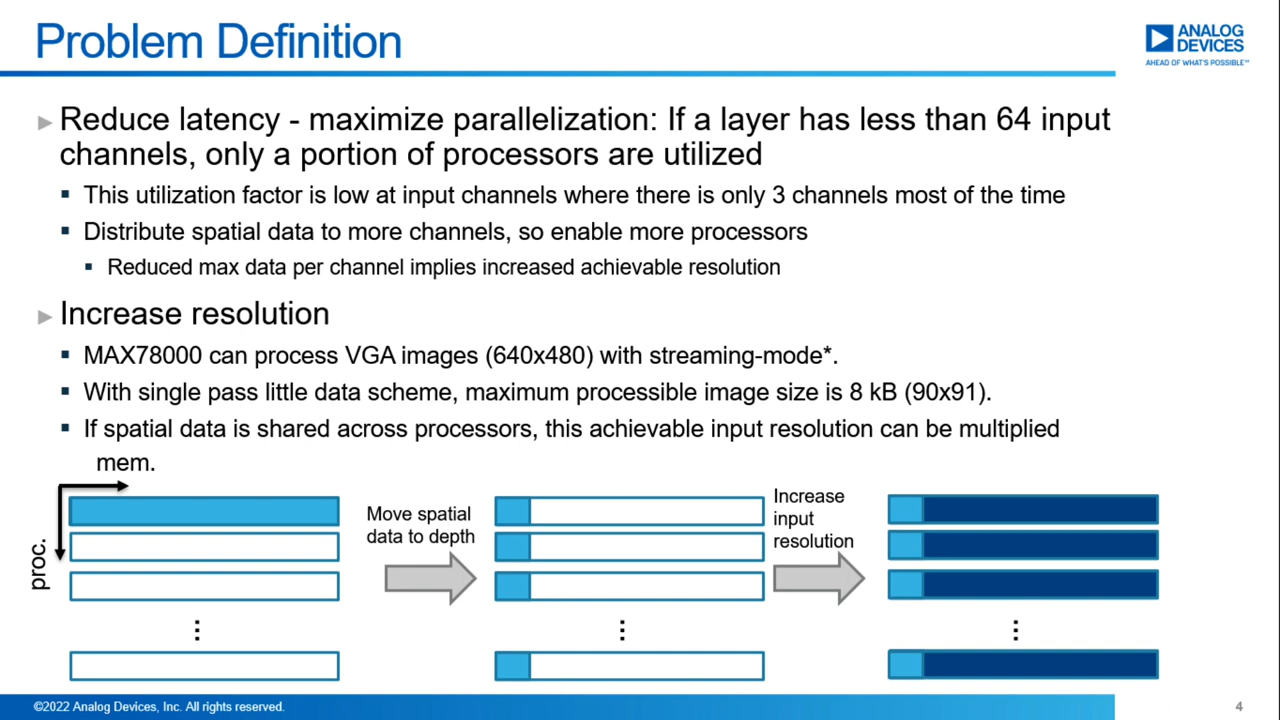 Problem Definition
ANALOG
DEVICES
AHEAD OF WHAT'S POSSIBLE™
Reduce latency - maximize parallelization: If a layer has less than 64 input
channels, only a portion of processors are utilized
This utilization factor is low at input channels where there is only 3 channels most of the time
Distribute spatial data to more channels, so enable more processors
Reduced max data per channel implies increased achievable resolution
Increase resolution
MAX78000 can process VGA images (640x480) with streaming-mode*.
With single pass little data scheme, maximum processible image size is 8 kB (90x91).
If spatial data is shared across processors, this achievable input resolution can be multiplied
mem.
proc.
Move spatial
data to depth
Increase
input
resolution
©2022 Analog Devices, Inc. All rights reserved.
4